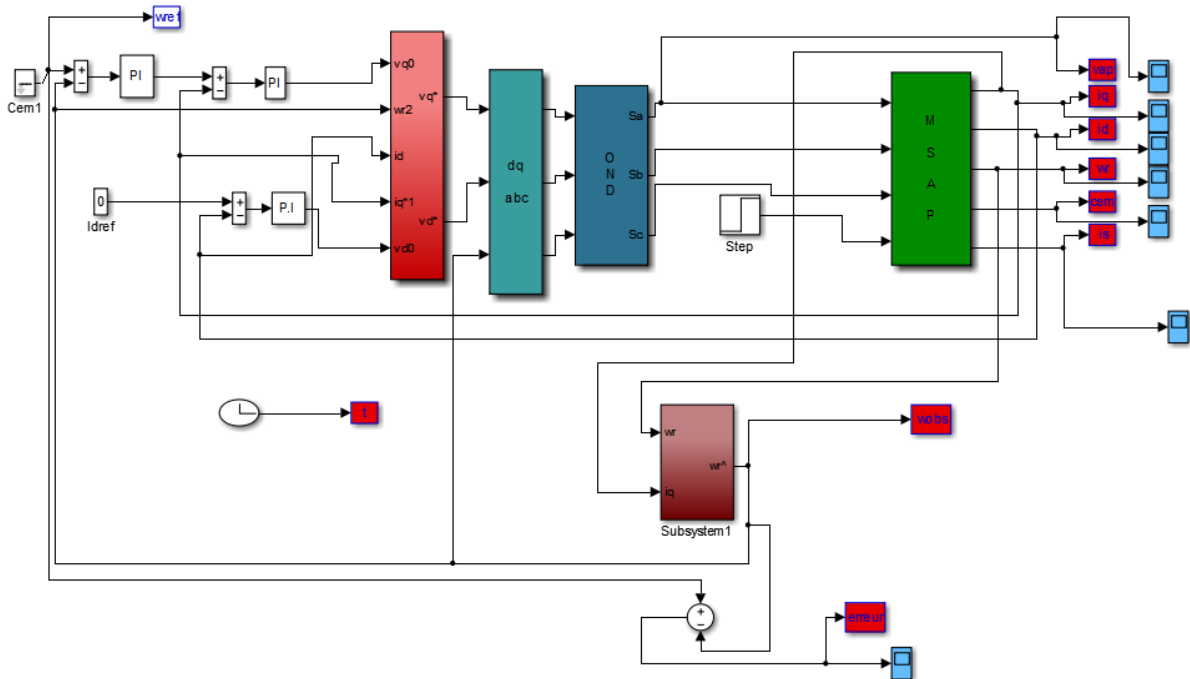 wref
Cem1
PI
PI
vq0
wr2
id
iq*1
vd0
vq*
vd*
dq
abc
O
N
D
Sa
Sb
Sc
Step
M
S
A
P
vap
iq
id
wr
cem
is
0
Idref
P.I
t
wr
iq
wr^
Subsystem1
wobs
erreur